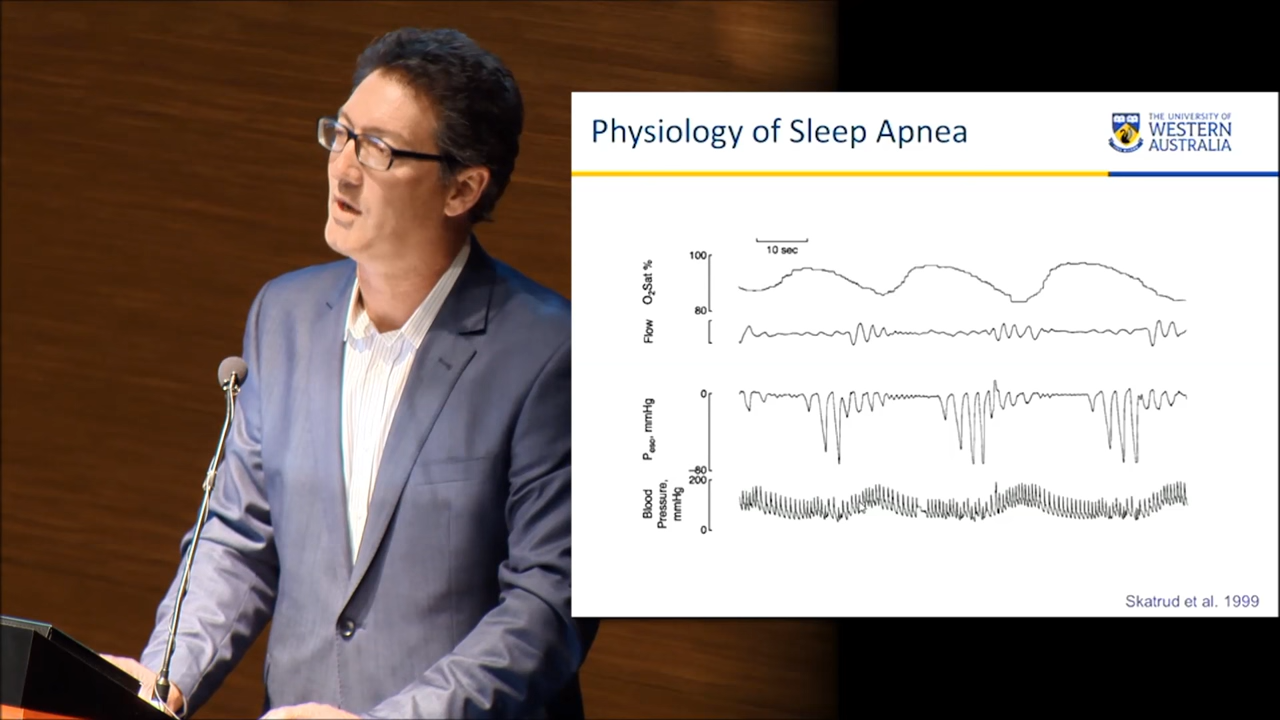 Physiology of Sleep Apnea
THE UNIVERSITY OF
WESTERN
AUSTRALIA
10 sec
100
O₂Sat %
80
Flow
0
Pₑₛₒ, mmHg
–80
200
Blood
Pressure,
mmHg
0
Skatrud et al. 1999